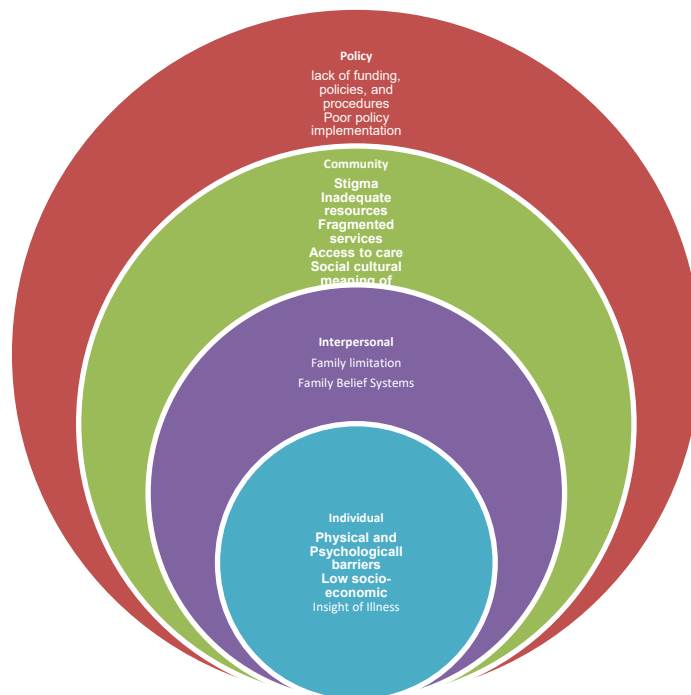 Policy
lack of funding,
policies, and
procedures
Poor policy
implementation
Community
Stigma
Inadequate
resources
Fragmented
services
Access to care
Social cultural
meaning of
Interpersonal
Family limitation
Family Belief Systems
Individual
Physical and
Psychologicall
barriers
Low socio-
economic
Insight of Illness